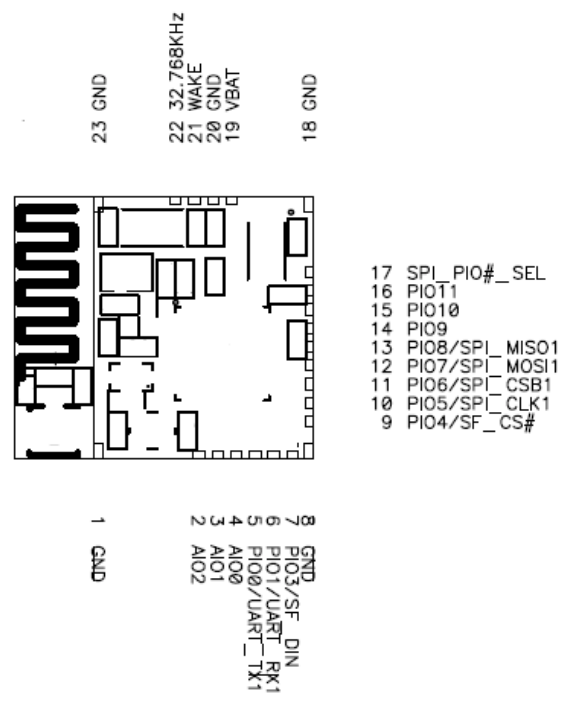 23 GND
22 32.768KHz
21 WAKE
20 GND
19 VBAT
18 GND
17 SPI_PIO#_SEL
16 PIO11
15 PIO10
14 PIO9
13 PIO8/SPI_MISO1
12 PIO7/SPI_MOSI1
11 PIO6/SPI_CSB1
10 PIO5/SPI_CLK1
9 PIO4/SF_CS#
1 GND
2 AIO2
3 AIO1
4 AIO0
5 PIO0/UART_TX1
6 PIO1/UART_RX1
7 PIO3/SF_DIN
8 GND